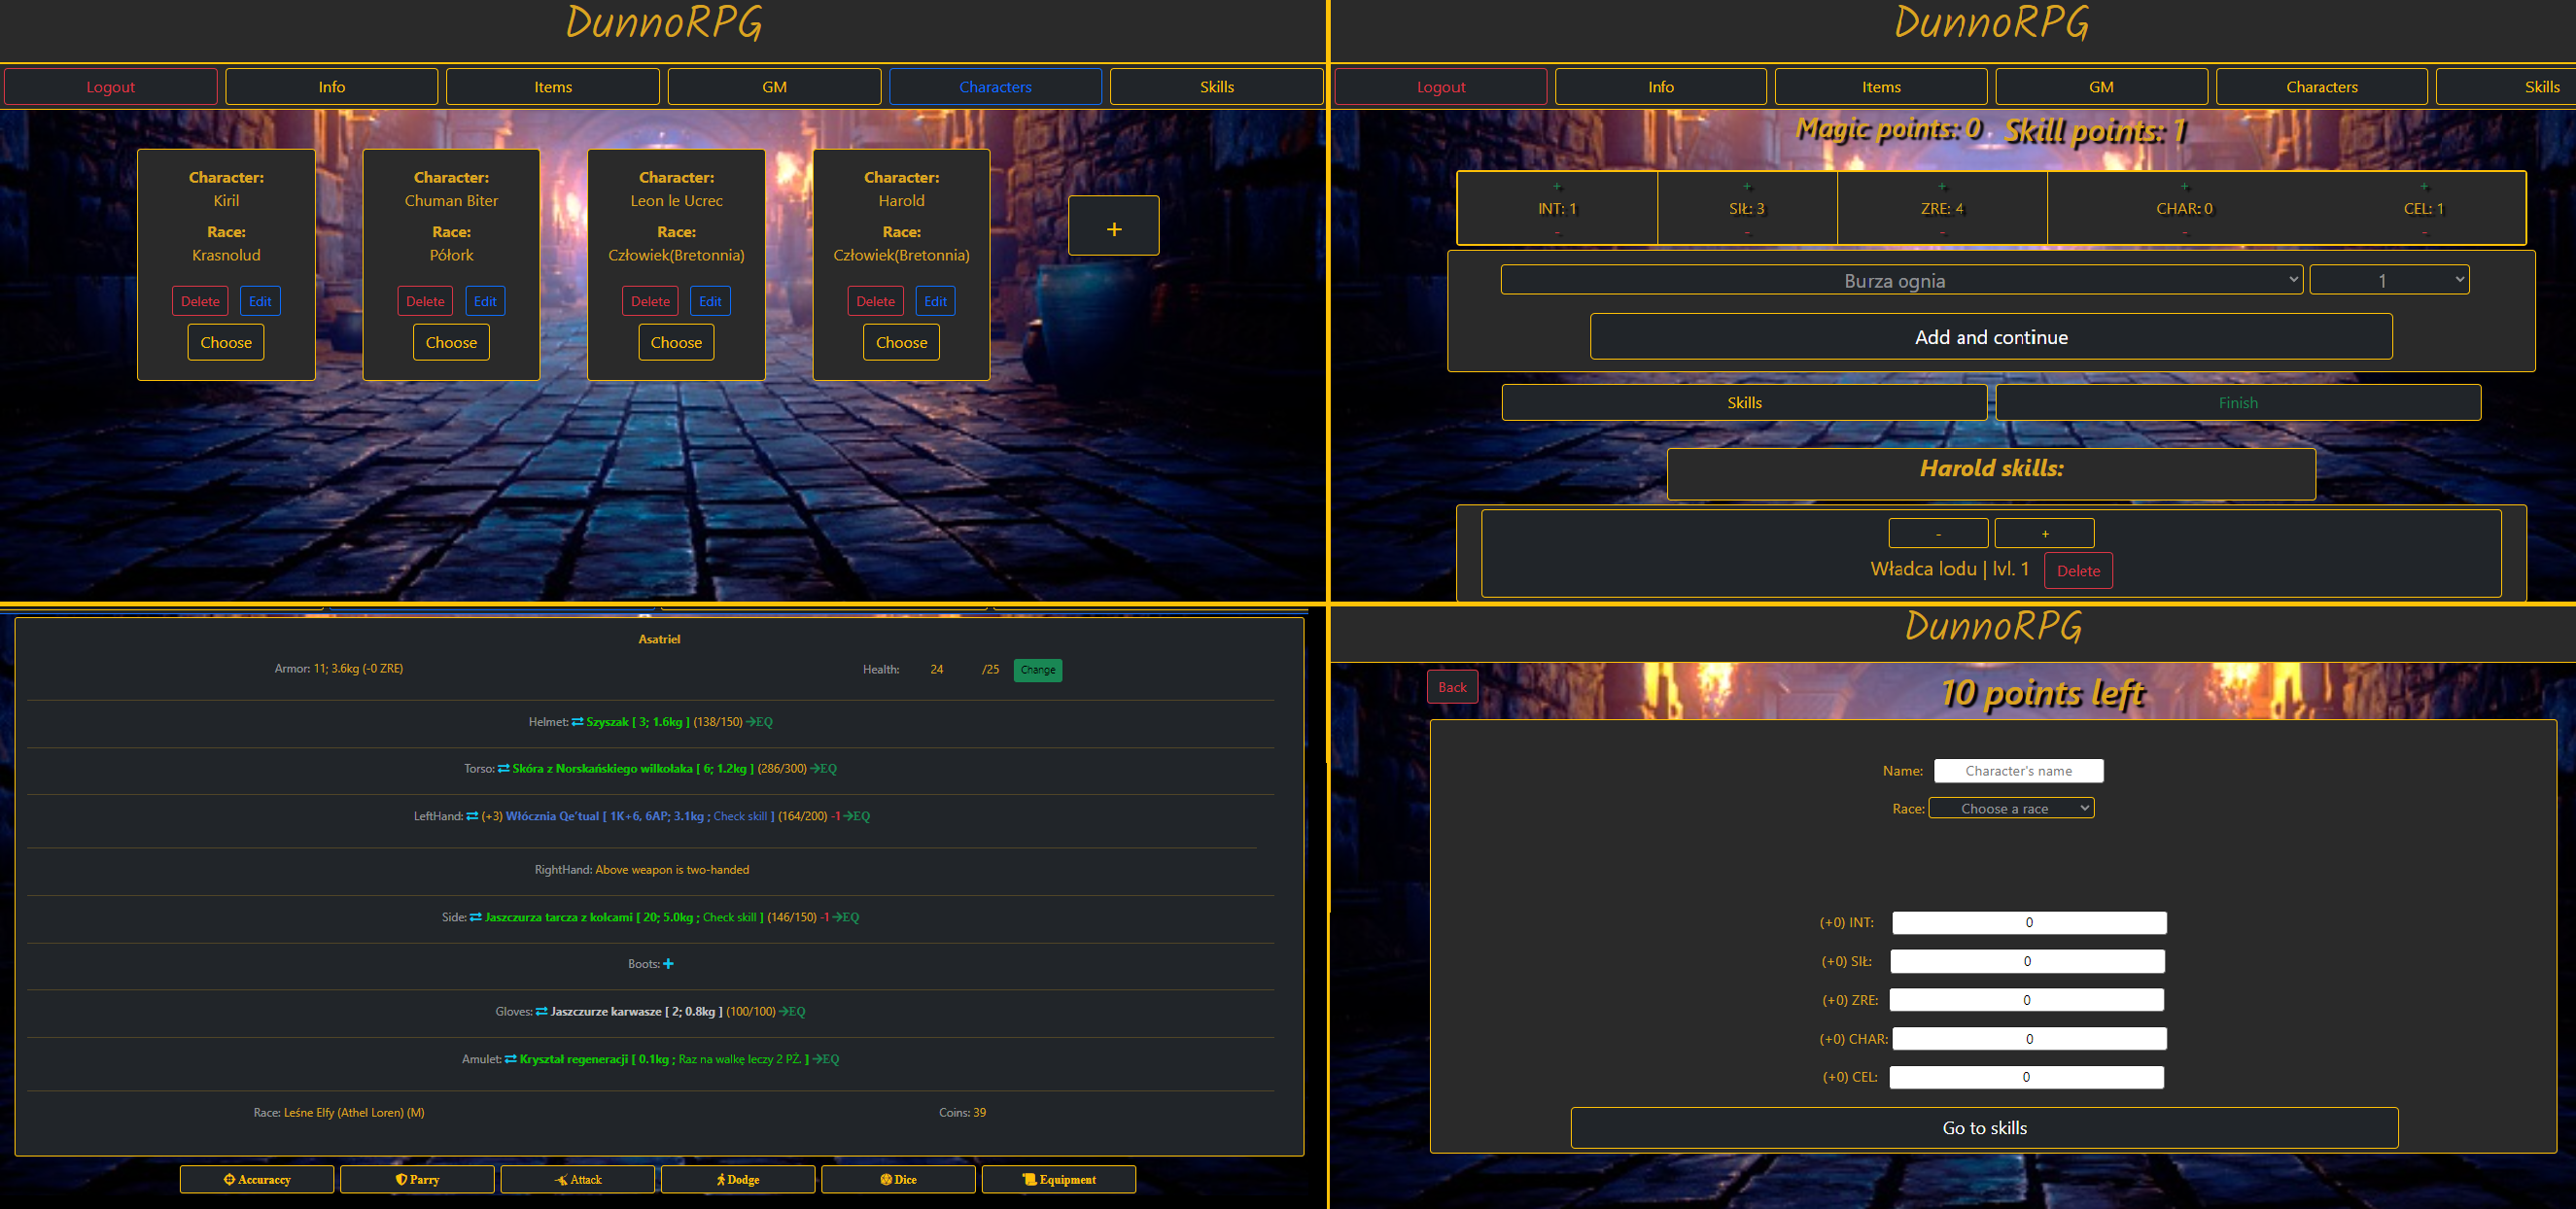 DunnoRPG
Logout Info Items GM Characters Skills
Character: Character: Character: Character:
Kiril Chuman Biter Leon le Ucrec Harold
Race: Race: Race: Race:
Krasnolud Półork Człowiek(Bretonnia) Człowiek(Bretonnia)
+
Delete Edit Delete Edit Delete Edit Delete Edit
Choose Choose Choose Choose
DunnoRPG
Logout Info Items GM Characters Skills
Magic points: 0 Skill points: 1
+ + + + +
INT: 1 SIŁ: 3 ZRE: 4 CHAR: 0 CEL: 1
- - - - -
Burza ognia 1
Add and continue
Skills Finish
Harold skills:
- +
Władca lodu | lvl. 1 Delete
Asatriel
Armor: 11; 3.6kg (-0 ZRE) Health: 24 /25 Change
Helmet: Szyszak [ 3; 1.6kg ] (138/150) EQ
Torso: Skóra z Norskańskiego wilkołaka [ 6; 1.2kg ] (286/300) EQ
LeftHand: (+3) Włócznia Qe'tual [ 1K+6, 6AP; 3.1kg ; Check skill ] (164/200) -1 EQ
RightHand: Above weapon is two-handed
Side: Jaszczurza tarcza z kolcami [ 20; 5.0kg ; Check skill ] (146/150) -1 EQ
Boots: +
Gloves: Jaszczurze karwasze [ 2; 0.8kg ] (100/100) EQ
Amulet: Kryształ regeneracji [ 0.1kg ; Raz na walkę leczy 2 PŻ. ] EQ
Race: Leśne Elfy (Athel Loren) (M) Coins: 39
Accuraccy Parry Attack Dodge Dice Equipment
DunnoRPG
Back 10 points left
Name: Character's name
Race: Choose a race
(+0) INT: 0
(+0) SIŁ: 0
(+0) ZRE: 0
(+0) CHAR: 0
(+0) CEL: 0
Go to skills